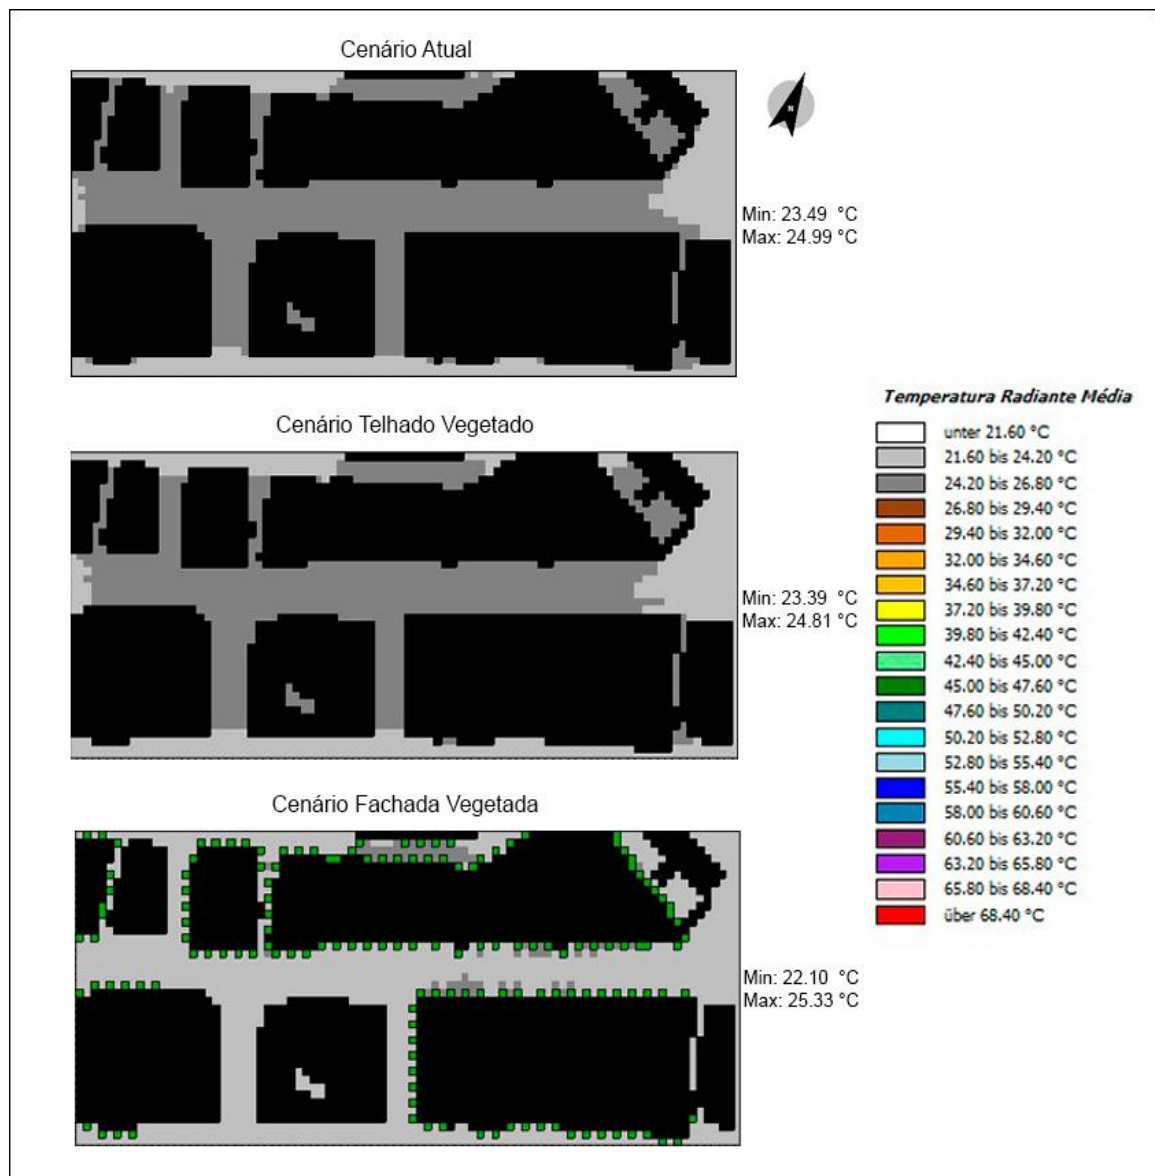 Cenário Atual
N
Min: 23.49 °C
Max: 24.99 °C
Cenário Telhado Vegetado
Min: 23.39 °C
Max: 24.81 °C
Cenário Fachada Vegetada
Min: 22.10 °C
Max: 25.33 °C
Temperatura Radiante Média
unter 21.60 °C
21.60 bis 24.20 °C
24.20 bis 26.80 °C
26.80 bis 29.40 °C
29.40 bis 32.00 °C
32.00 bis 34.60 °C
34.60 bis 37.20 °C
37.20 bis 39.80 °C
39.80 bis 42.40 °C
42.40 bis 45.00 °C
45.00 bis 47.60 °C
47.60 bis 50.20 °C
50.20 bis 52.80 °C
52.80 bis 55.40 °C
55.40 bis 58.00 °C
58.00 bis 60.60 °C
60.60 bis 63.20 °C
63.20 bis 65.80 °C
65.80 bis 68.40 °C
über 68.40 °C